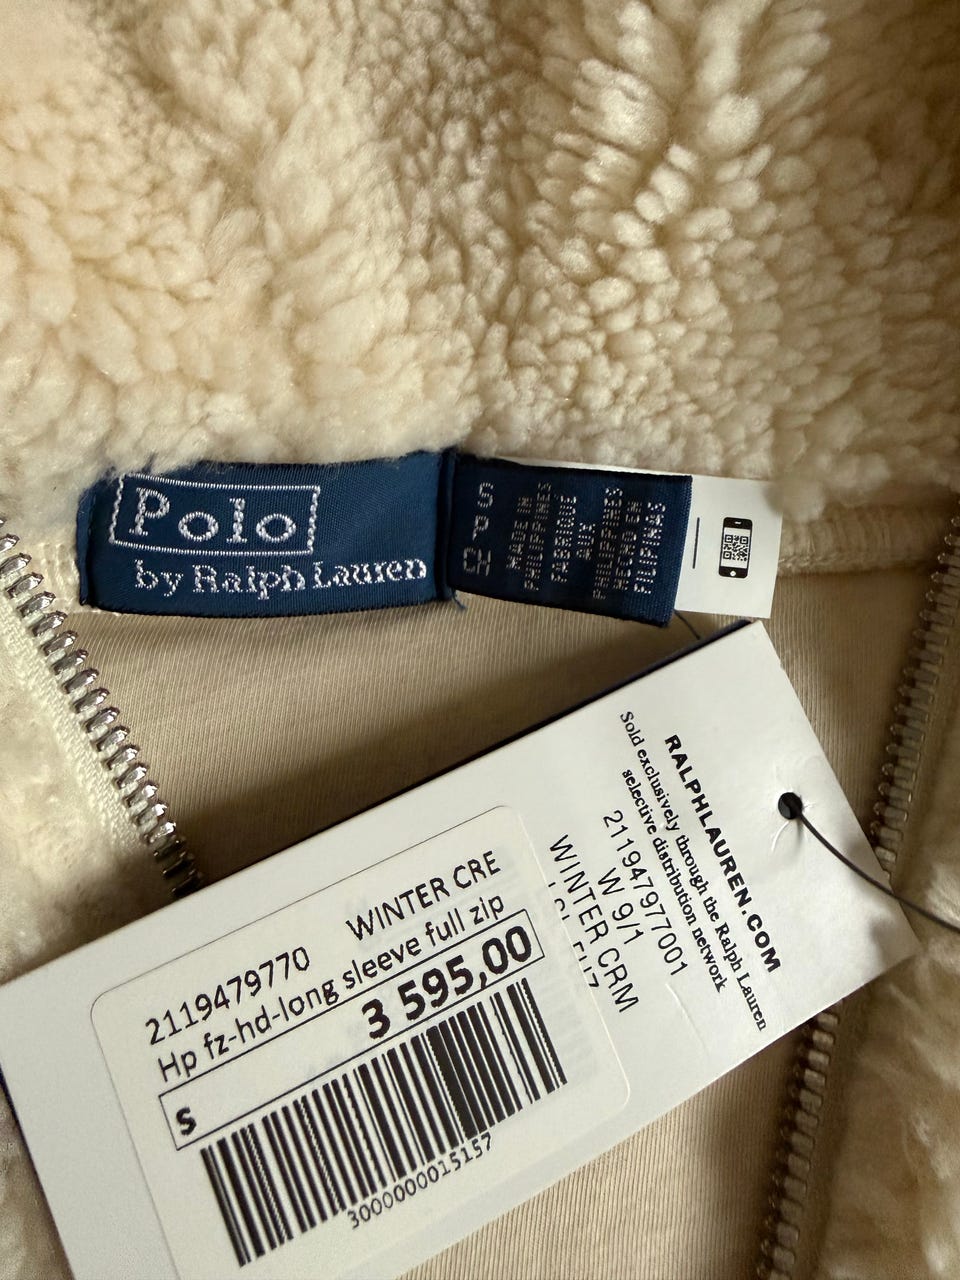 Polo
by Ralph Lauren
S
P
CH
MADE IN
PHILIPPINES
FABRIQUÉ
AUX
PHILIPPINES
HECHO EN
FILIPINAS
RALPHLAUREN.COM
Sold exclusively through the Ralph Lauren
selective distribution network
211947977001
W 9/1
WINTER CRM
2119479770 WINTER CRE
Hp fz-hd-long sleeve full zip
3 595,00
S
3000000015157